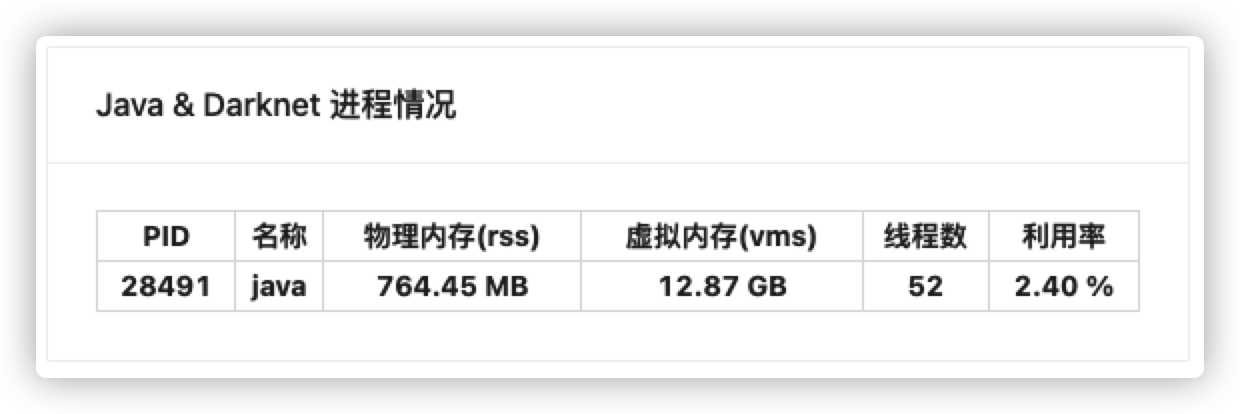 Java & Darknet 进程情况
PID 名称 物理内存(rss) 虚拟内存(vms) 线程数 利用率
28491 java 764.45 MB 12.87 GB 52 2.40 %